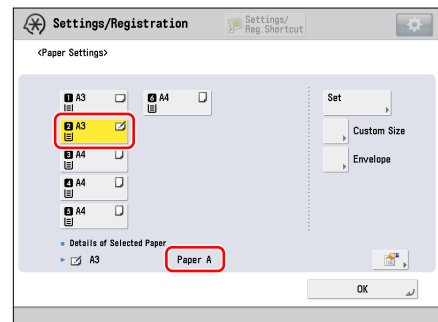 Settings/Registration
Settings/
Reg.Shortcut
<Paper Settings>
1 A3
6 A4
2 A3
3 A4
4 A4
5 A4
Set
Custom Size
Envelope
Details of Selected Paper
A3 Paper A
OK